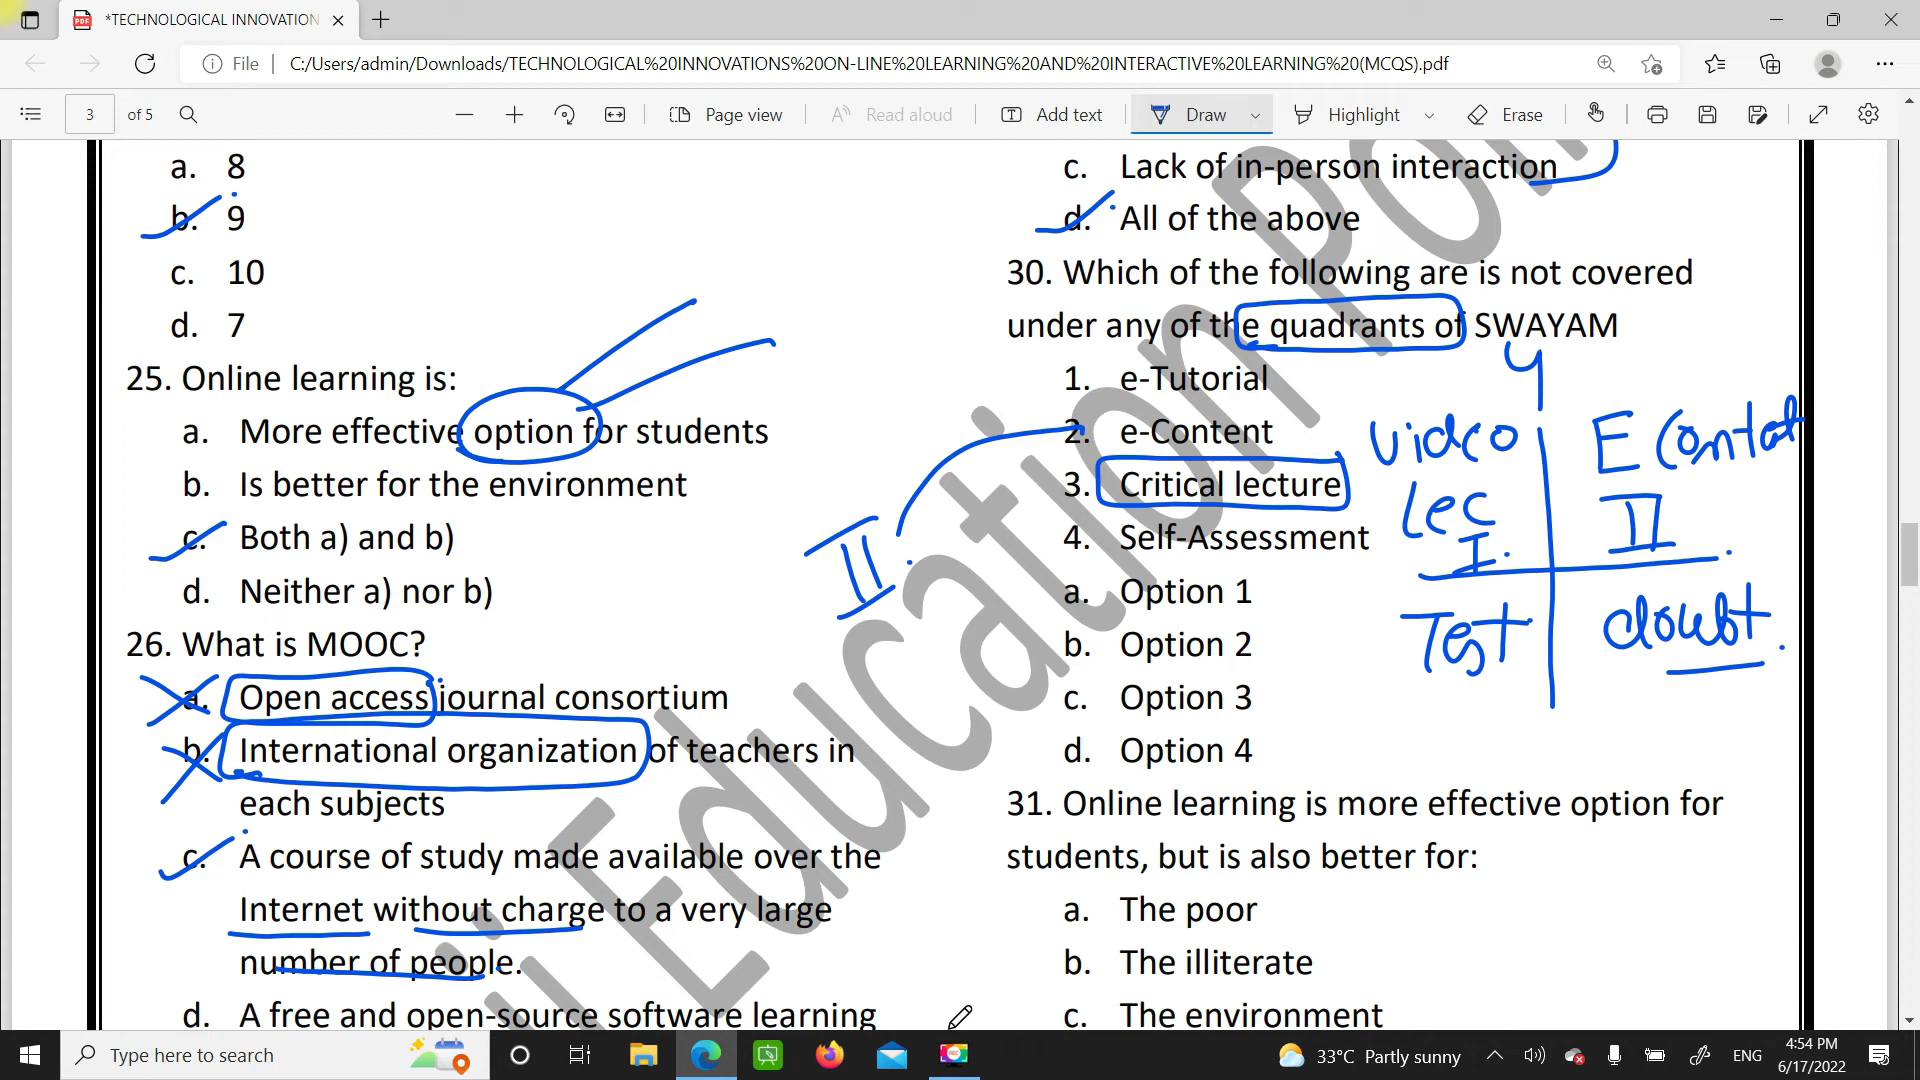 *TECHNOLOGICAL INNOVATION
File
C:/Users/admin/Downloads/TECHNOLOGICAL%20INNOVATIONS%20ON-LINE%20LEARNING%20AND%20INTERACTIVE%20LEARNING%20(MCQS).pdf
3 of 5
Page view
Read aloud
Add text
Draw
Highlight
Erase
a. 8
b. 9
c. 10
d. 7
25. Online learning is:
a. More effective option for students
b. Is better for the environment
c. Both a) and b)
d. Neither a) nor b)
26. What is MOOC?
a. Open access journal consortium
b. International organization of teachers in
each subjects
c. A course of study made available over the
Internet without charge to a very large
number of people.
d. A free and open-source software learning
c. Lack of in-person interaction
d. All of the above
30. Which of the following are is not covered
under any of the quadrants of SWAYAM
1. e-Tutorial
2. e-Content
3. Critical lecture
4. Self-Assessment
a. Option 1
b. Option 2
c. Option 3
d. Option 4
31. Online learning is more effective option for
students, but is also better for:
a. The poor
b. The illiterate
c. The environment
II
4
Video
Lec
I
E Contat
II
Test
doubt
Education Poin
Type here to search
33°C Partly sunny
ENG
4:54 PM
6/17/2022